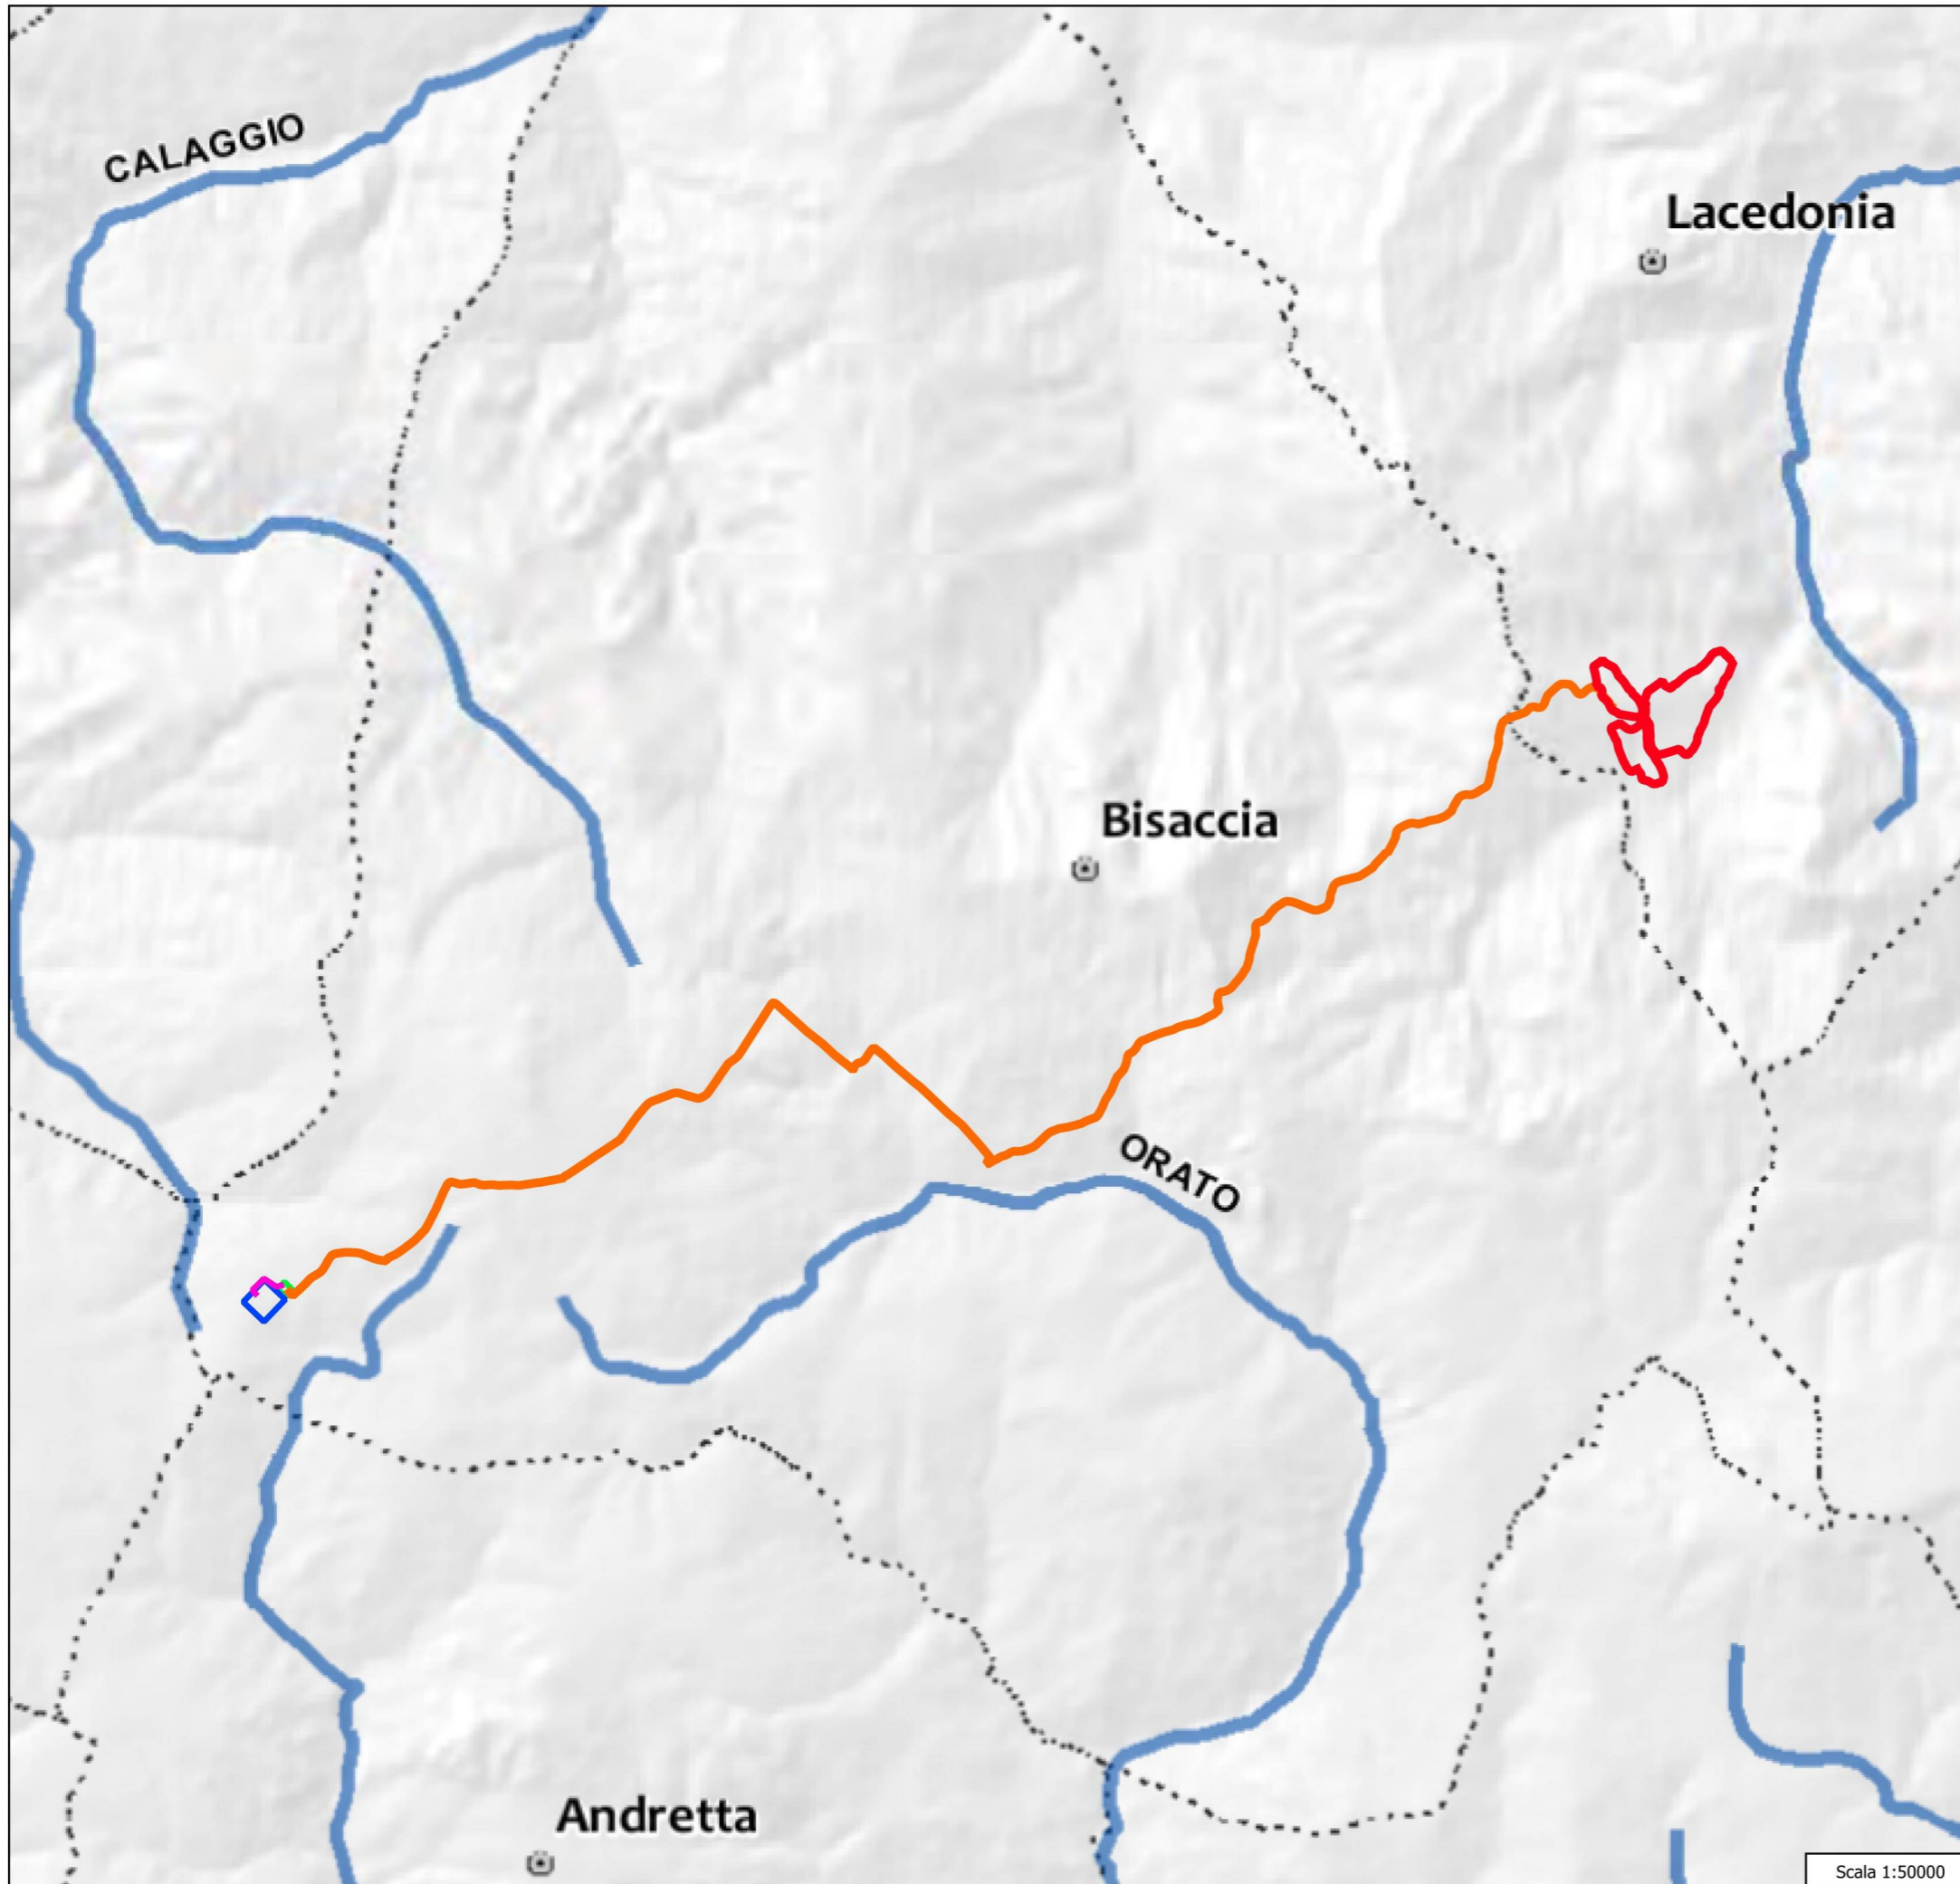 CALAGGIO
Lacedonia
Bisaccia
ORATO
Andretta
Scala 1:50000